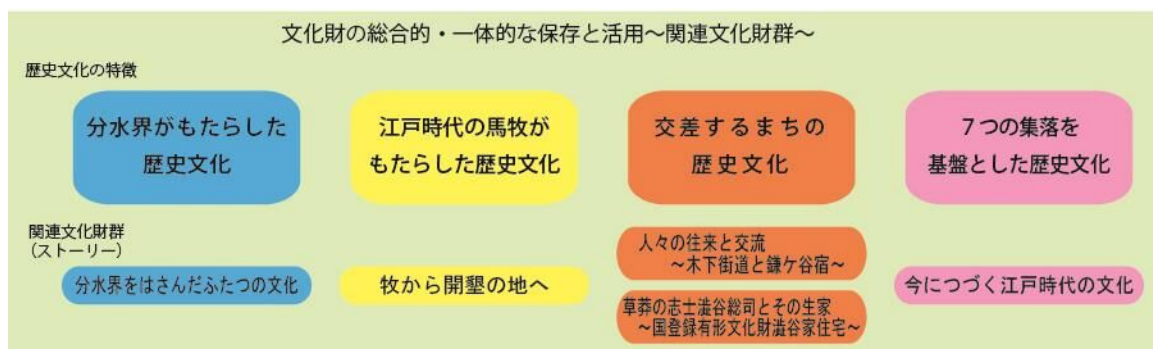 文化財の総合的・一体的な保存と活用～関連文化財群～
歴史文化の特徴
分水界がもたらした
歴史文化
江戸時代の馬牧が
もたらした歴史文化
交差するまちの
歴史文化
７つの集落を
基盤とした歴史文化
関連文化財群
（ストーリー）
分水界をはさんだふたつの文化
牧から開墾の地へ
人々の往来と交流
～木下街道と鎌ケ谷宿～
草莽の志士澁谷総司とその生家
～国登録有形文化財澁谷家住宅～
今につづく江戸時代の文化